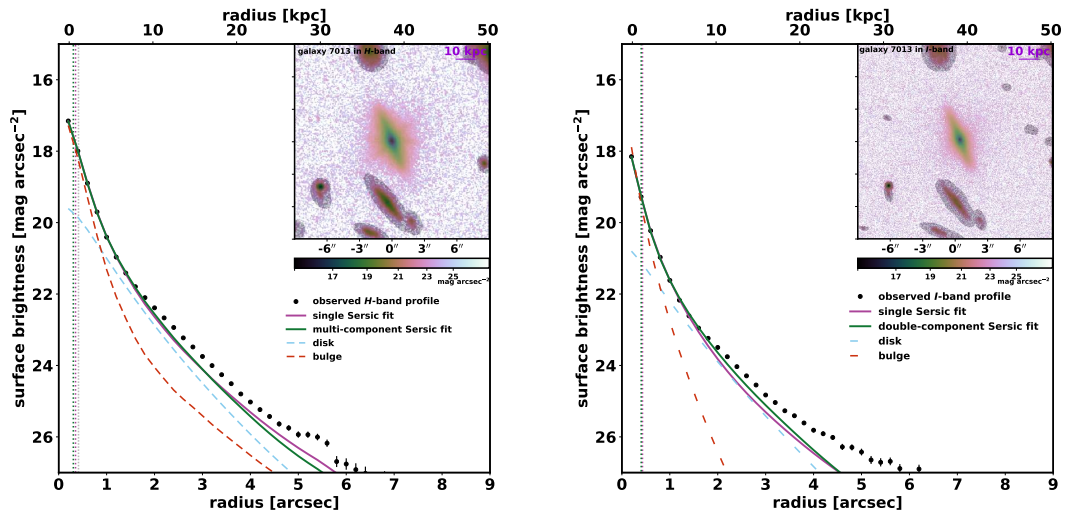 radius [kpc]
0 10 20 30 40 50
surface brightness [mag arcsec−2]
16
18
20
22
24
26
galaxy 7013 in H-band
10 kpc
-6″ -3″ 0″ 3″ 6″
17 19 21 23 25
mag arcsec−2
observed H-band profile
single Sersic fit
multi-component Sersic fit
disk
bulge
0 1 2 3 4 5 6 7 8 9
radius [arcsec]
radius [kpc]
0 10 20 30 40 50
surface brightness [mag arcsec−2]
16
18
20
22
24
26
galaxy 7013 in I-band
10 kpc
-6″ -3″ 0″ 3″ 6″
17 19 21 23 25
mag arcsec−2
observed I-band profile
single Sersic fit
double-component Sersic fit
disk
bulge
0 1 2 3 4 5 6 7 8 9
radius [arcsec]